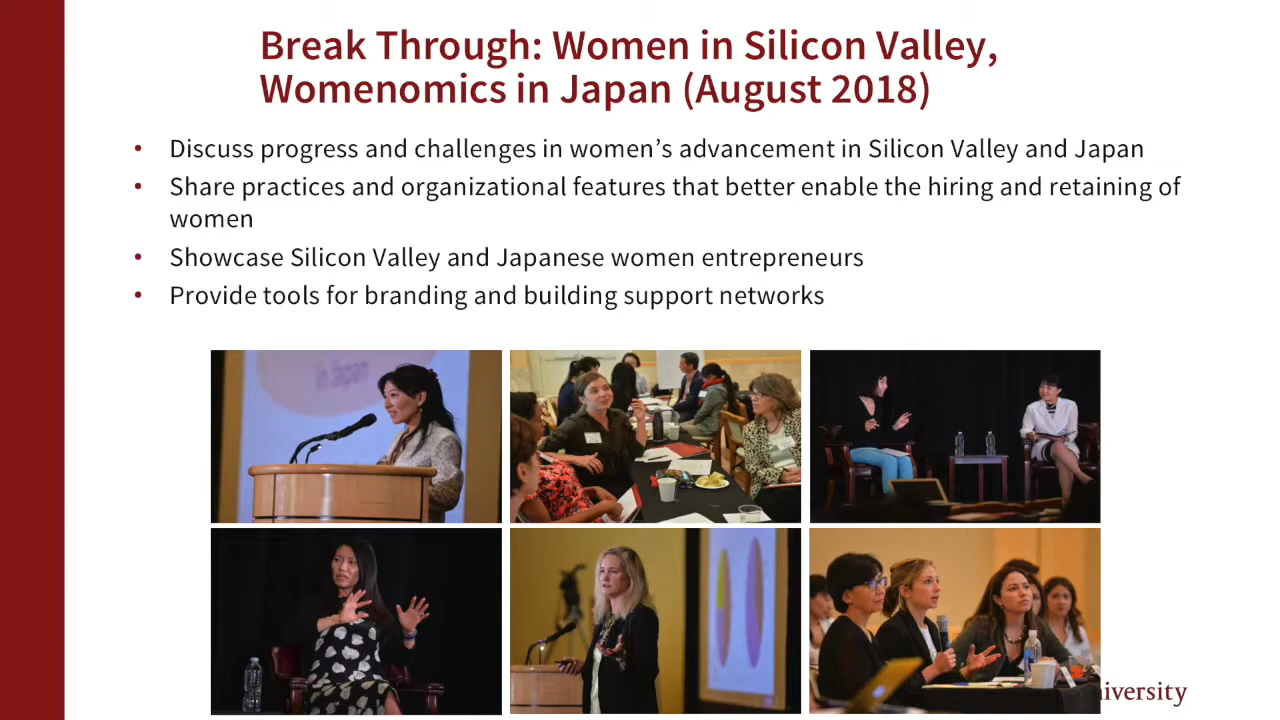 Break Through: Women in Silicon Valley,
Womenomics in Japan (August 2018)
• Discuss progress and challenges in women’s advancement in Silicon Valley and Japan
• Share practices and organizational features that better enable the hiring and retaining of
women
• Showcase Silicon Valley and Japanese women entrepreneurs
• Provide tools for branding and building support networks
in Japan
iversity